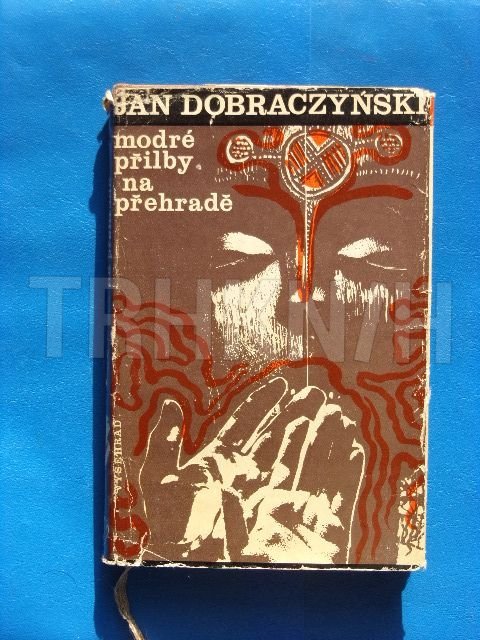 JAN DOBRACZYŃSKI
modré
přilby
na
přehradě
VYŠEHRAD